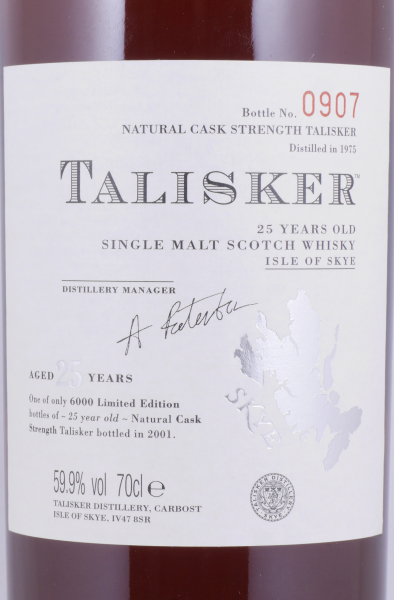 Bottle No. 0907
NATURAL CASK STRENGTH TALISKER
Distilled in 1975
TALISKER™
25 YEARS OLD
SINGLE MALT SCOTCH WHISKY
ISLE OF SKYE
DISTILLERY MANAGER
AGED 25 YEARS
SKYE
One of only 6000 Limited Edition
bottles of – 25 year old – Natural Cask
Strength Talisker bottled in 2001.
59.9% vol 70cl e
TALISKER DISTILLERY, CARBOST
ISLE OF SKYE, IV47 8SR
TALISKER DISTILLERY